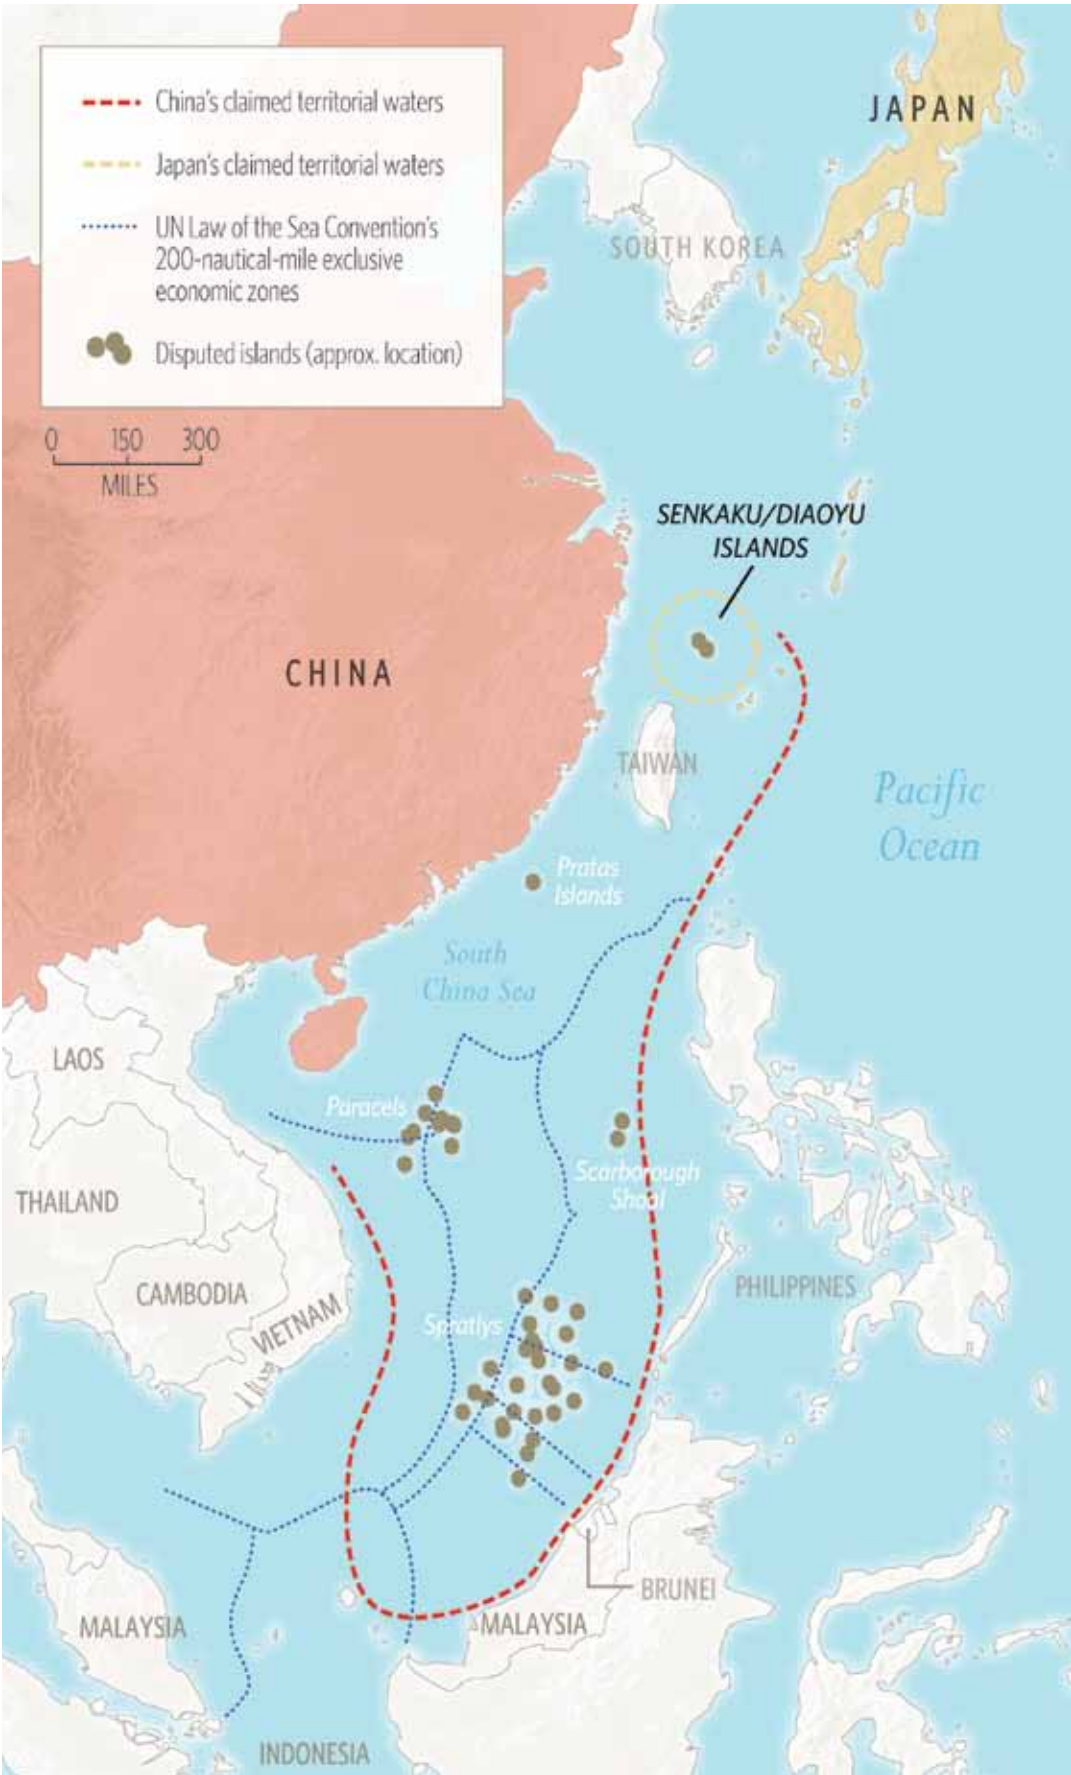 China's claimed territorial waters
Japan's claimed territorial waters
UN Law of the Sea Convention's
200-nautical-mile exclusive
economic zones
Disputed islands (approx. location)
0 150 300
MILES
JAPAN
SOUTH KOREA
SENKAKU/DIAOYU
ISLANDS
CHINA
TAIWAN
Pacific
Ocean
Pratas
Islands
South
China Sea
LAOS
Paracels
Scarborough
Shoal
THAILAND
CAMBODIA
VIETNAM
PHILIPPINES
Spratlys
BRUNEI
MALAYSIA
MALAYSIA
INDONESIA